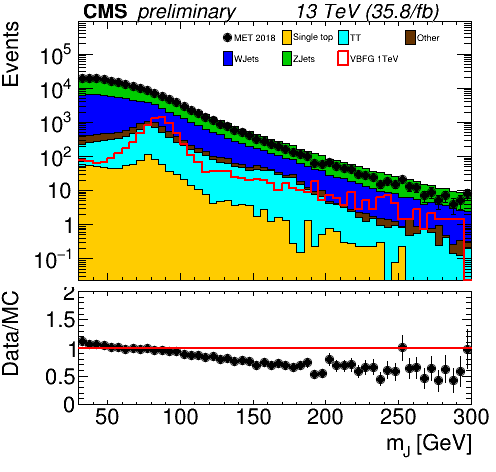 CMS preliminary 13 TeV (35.8/fb)
Events
MET 2018 Single top TT Other
WJets ZJets VBFG 1TeV
10^5
10^4
10^3
10^2
10
1
10^−1
Data/MC
2
1.5
1
0.5
0
50 100 150 200 250 300
m_J [GeV]